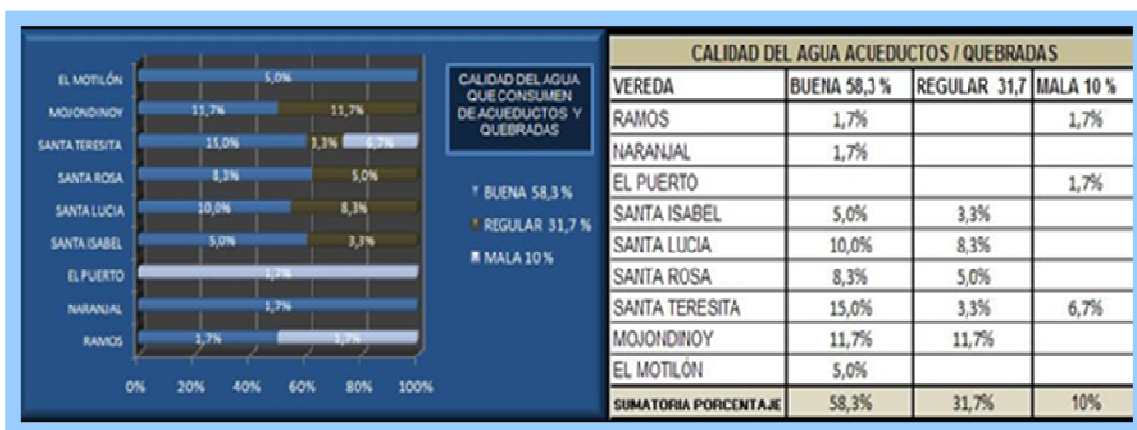 EL MOTILÓN 5,0%
MOJONDINOY 11,7% 11,7%
SANTA TERESITA 15,0% 3,3% 6,7%
SANTA ROSA 8,3% 5,0%
SANTA LUCIA 10,0% 8,3%
SANTA ISABEL 5,0% 3,3%
EL PUERTO 1,7%
NARANJAL 1,7%
RAMOS 1,7% 1,7%
0% 20% 40% 60% 80% 100%
CALIDAD DEL AGUA
QUE CONSUMEN
DE ACUEDUCTOS Y
QUEBRADAS
BUENA 58,3 %
REGULAR 31,7 %
MALA 10 %
CALIDAD DEL AGUA ACUEDUCTOS / QUEBRADAS
VEREDA BUENA 58,3 % REGULAR 31,7 MALA 10 %
RAMOS 1,7% 1,7%
NARANJAL 1,7%
EL PUERTO 1,7%
SANTA ISABEL 5,0% 3,3%
SANTA LUCIA 10,0% 8,3%
SANTA ROSA 8,3% 5,0%
SANTA TERESITA 15,0% 3,3% 6,7%
MOJONDINOY 11,7% 11,7%
EL MOTILÓN 5,0%
SUMATORIA PORCENTAJE 58,3% 31,7% 10%